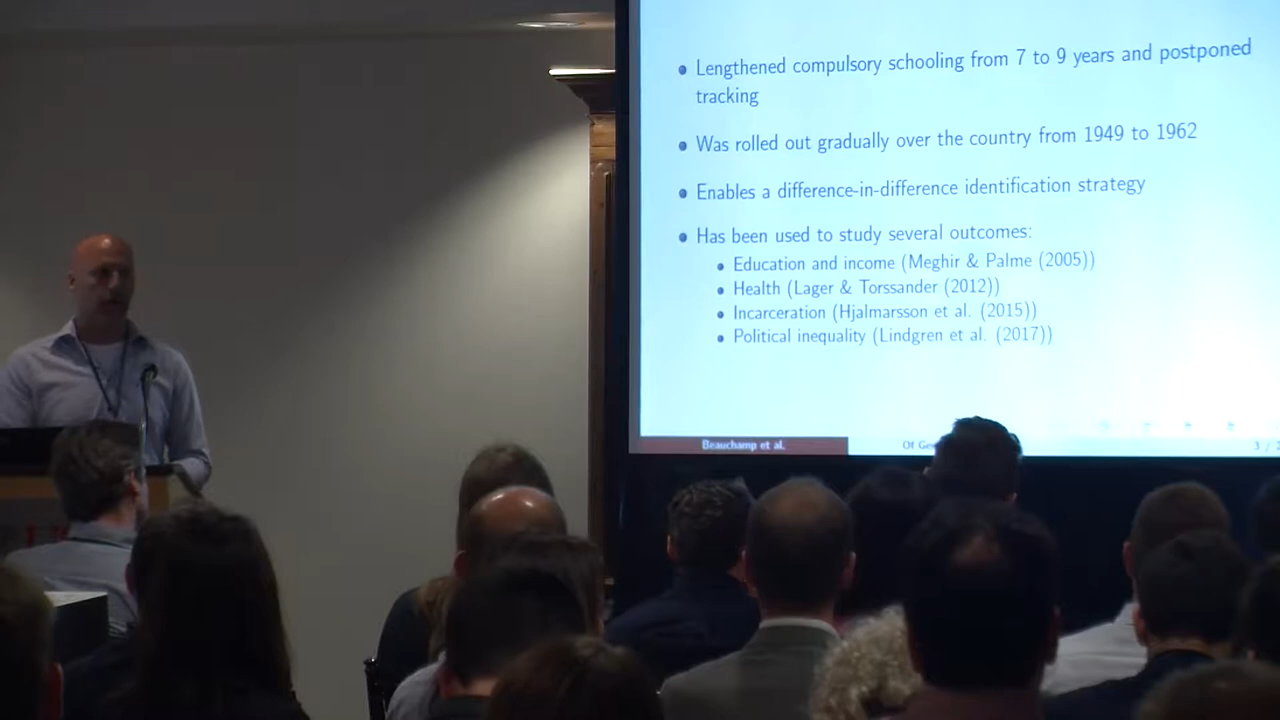 Lengthened compulsory schooling from 7 to 9 years and postponed
tracking
Was rolled out gradually over the country from 1949 to 1962
Enables a difference-in-difference identification strategy
Has been used to study several outcomes:
Education and income (Meghir & Palme (2005))
Health (Lager & Torssander (2012))
Incarceration (Hjalmarsson et al. (2015))
Political inequality (Lindgren et al. (2017))
Beauchamp et al.
Of
3 /